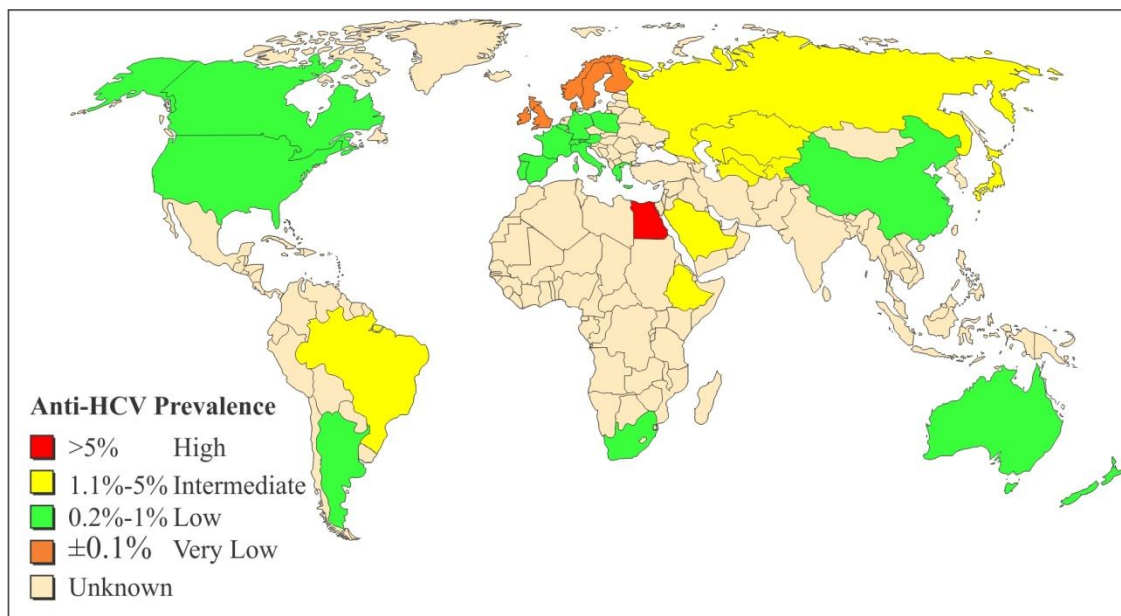 Anti-HCV Prevalence
>5% High
1.1%-5% Intermediate
0.2%-1% Low
±0.1% Very Low
Unknown